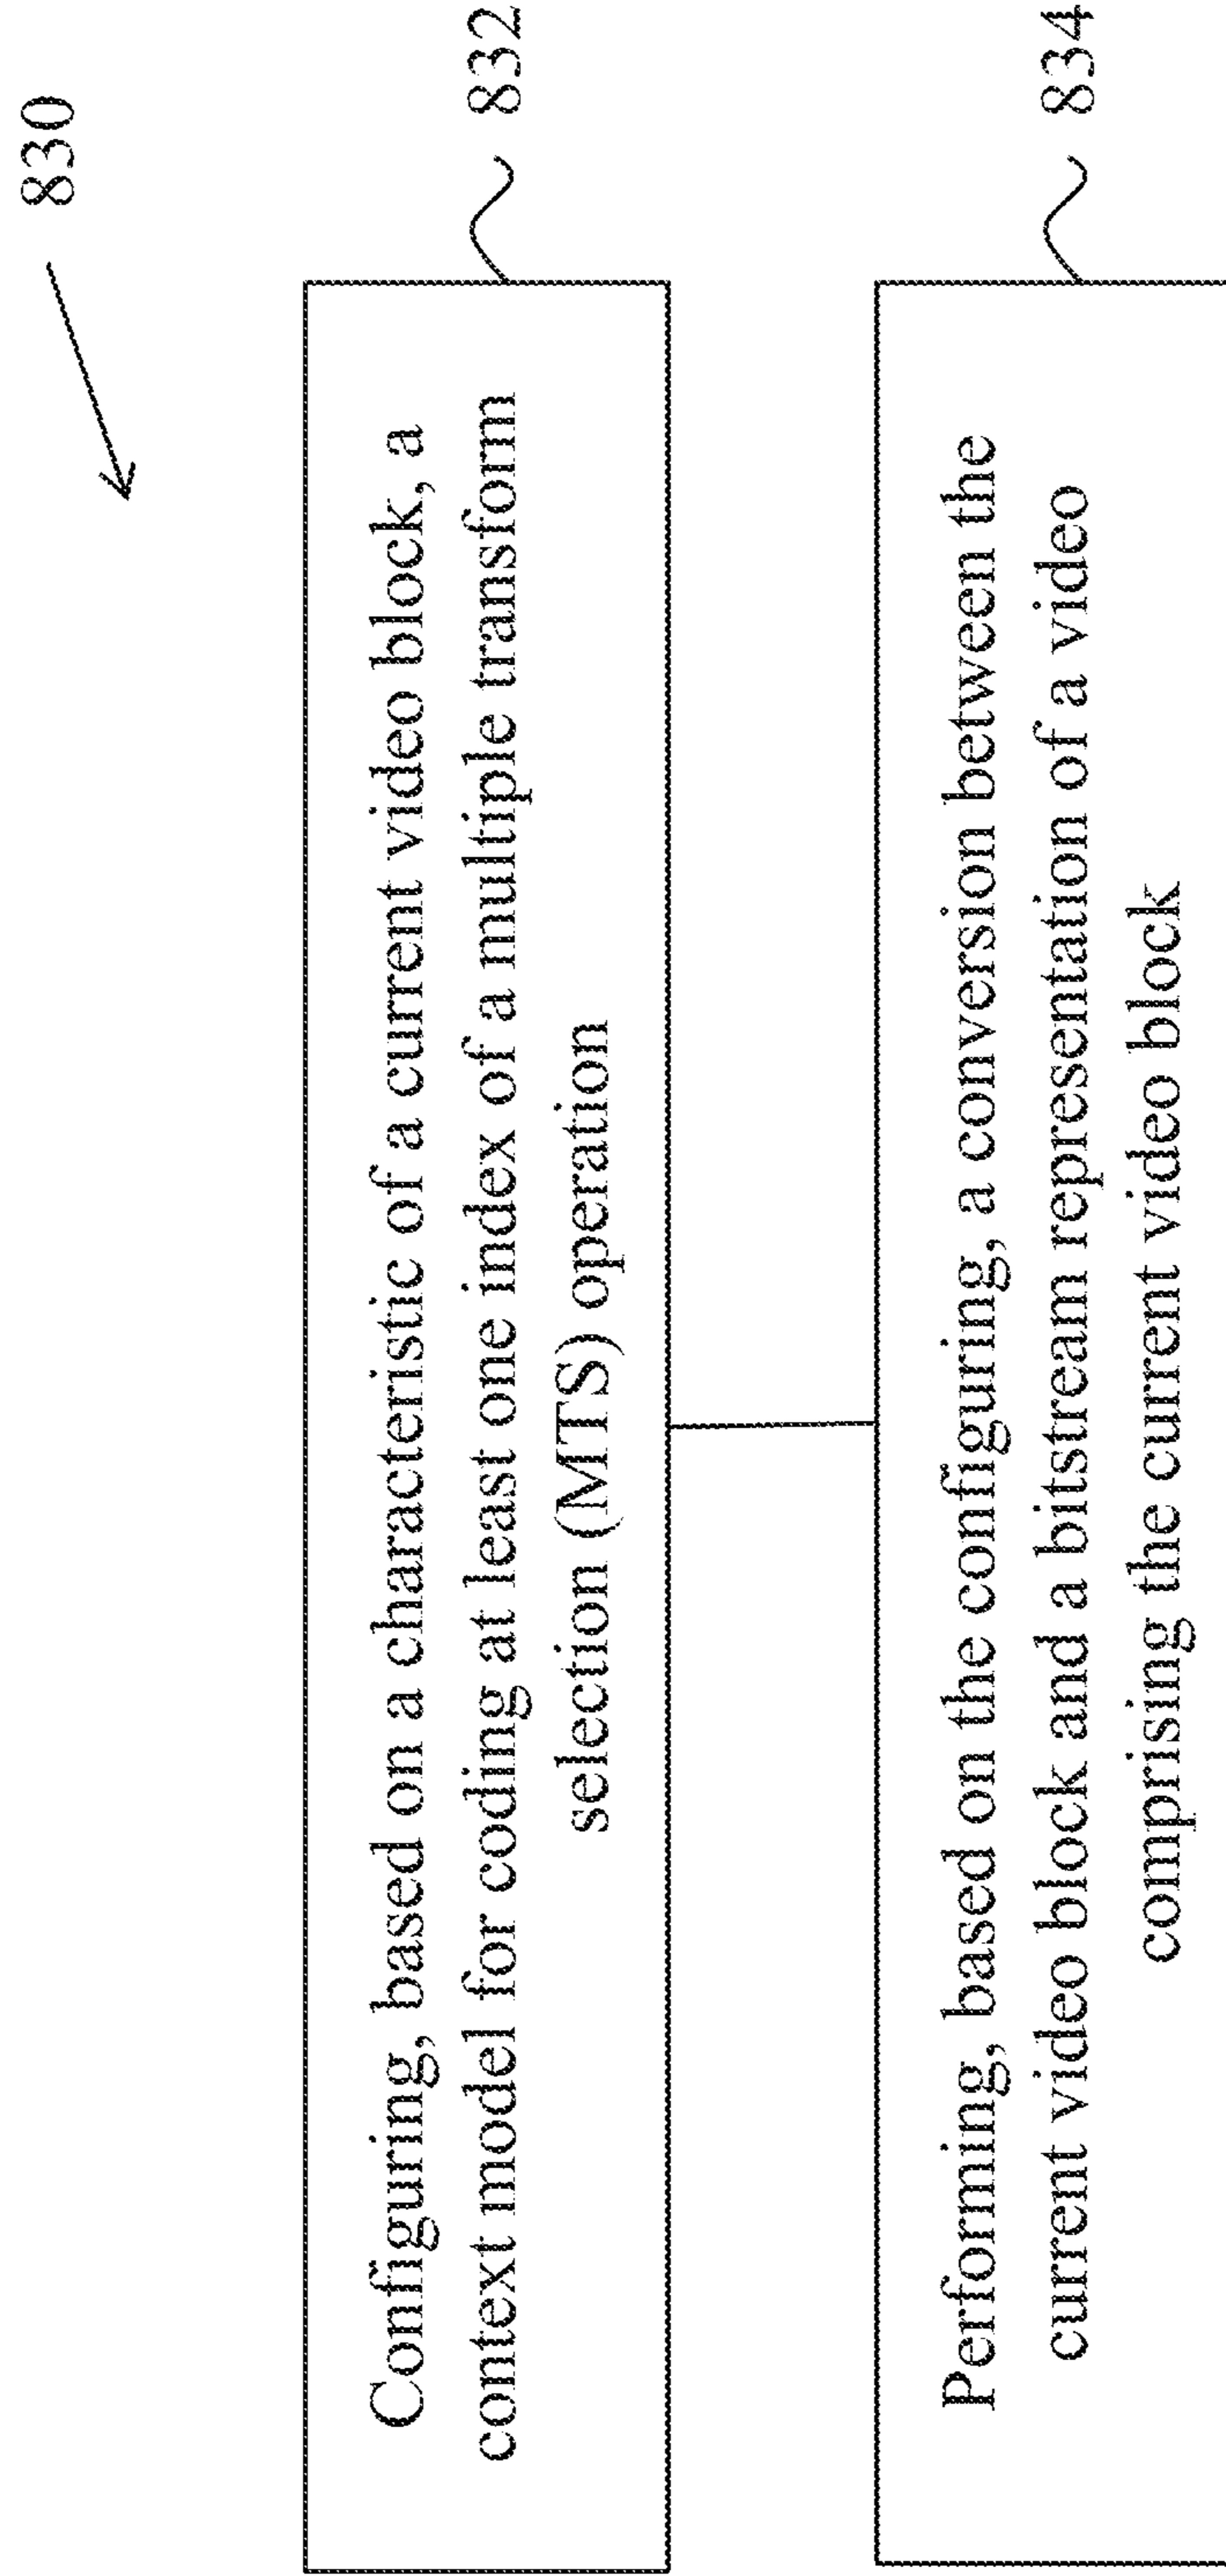 830
Configuring, based on a characteristic of a current video block, a
context model for coding at least one index of a multiple transform
selection (MTS) operation
832
Performing, based on the configuring, a conversion between the
current video block and a bitstream representation of a video
comprising the current video block
834